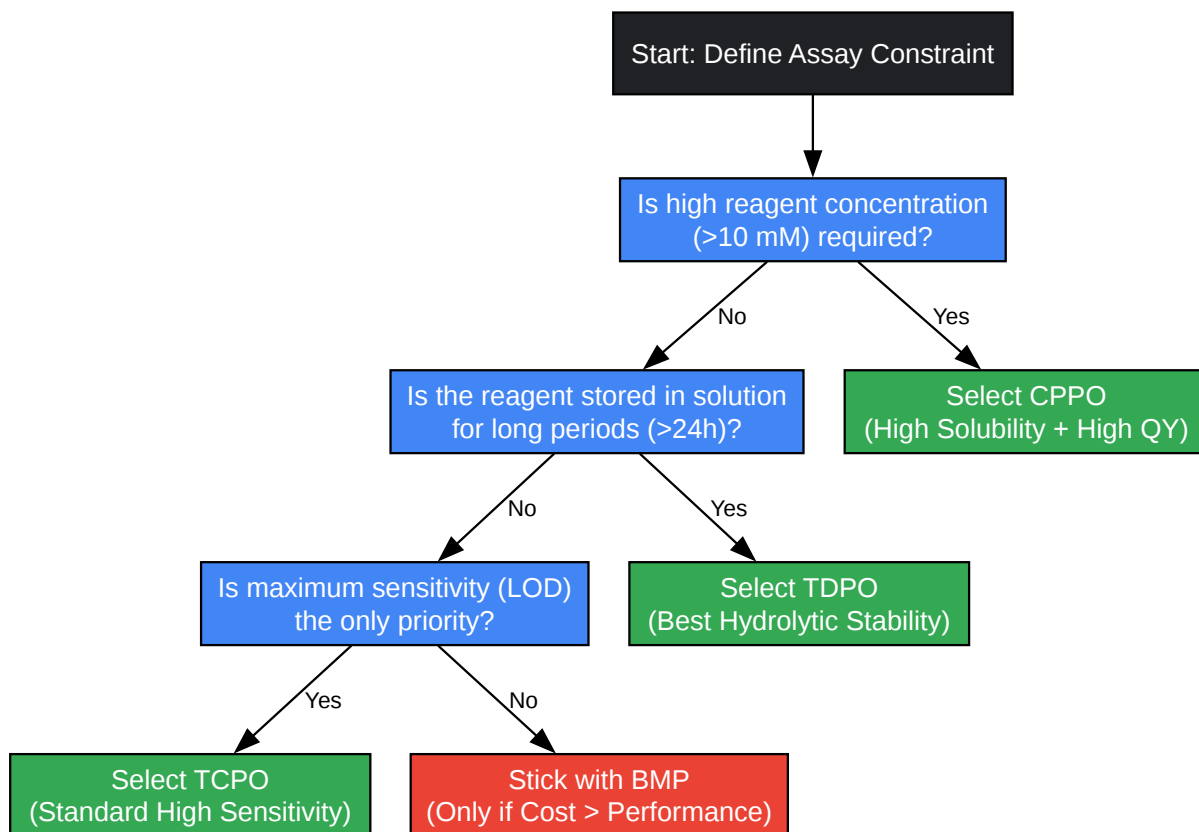 Start: Define Assay Constraint
Is high reagent concentration
(>10 mM) required?
No
Yes
Is the reagent stored in solution
for long periods (>24h)?
Select CPPO
(High Solubility + High QY)
No
Yes
Is maximum sensitivity (LOD)
the only priority?
Select TDPO
(Best Hydrolytic Stability)
Yes
No
Select TCPO
(Standard High Sensitivity)
Stick with BMP
(Only if Cost > Performance)